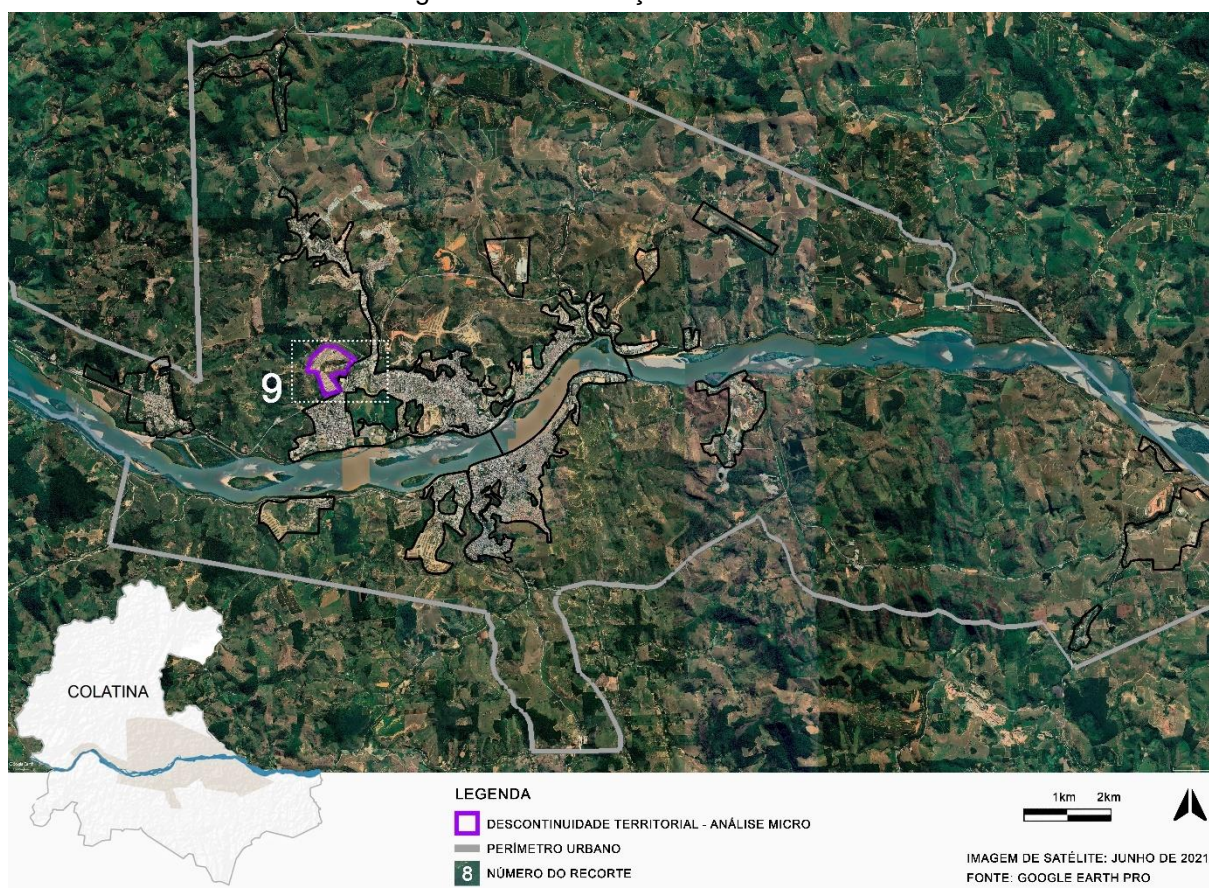 9
COLATINA
LEGENDA
DESCONTINUIDADE TERRITORIAL - ANÁLISE MICRO
PERÍMETRO URBANO
8 NÚMERO DO RECORTE
1km 2km
IMAGEM DE SATÉLITE: JUNHO DE 2021
FONTE: GOOGLE EARTH PRO